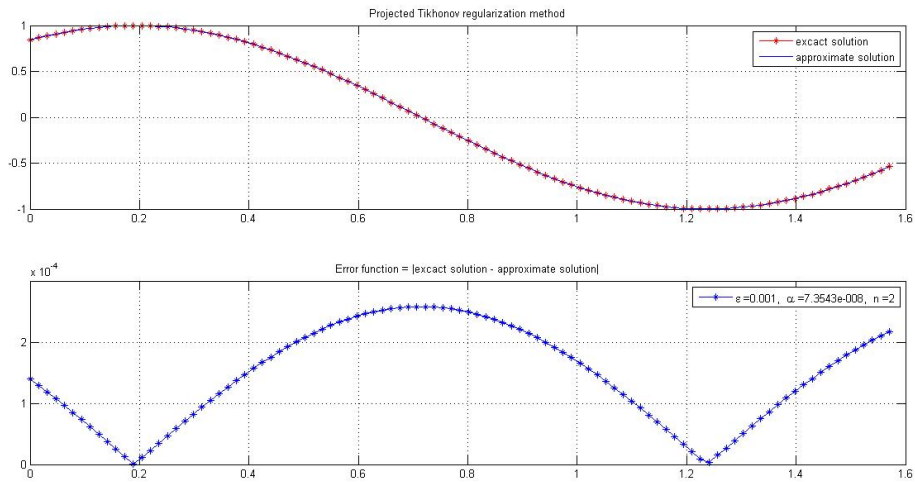 Projected Tikhonov regularization method
1
0.5
0
-0.5
-1
excact solution
approximate solution
0 0.2 0.4 0.6 0.8 1 1.2 1.4 1.6
x 10⁻⁴
Error function = |excact solution - approximate solution|
ε =0.001, α =7.3543e-008, n =2
2
1
0
0 0.2 0.4 0.6 0.8 1 1.2 1.4 1.6